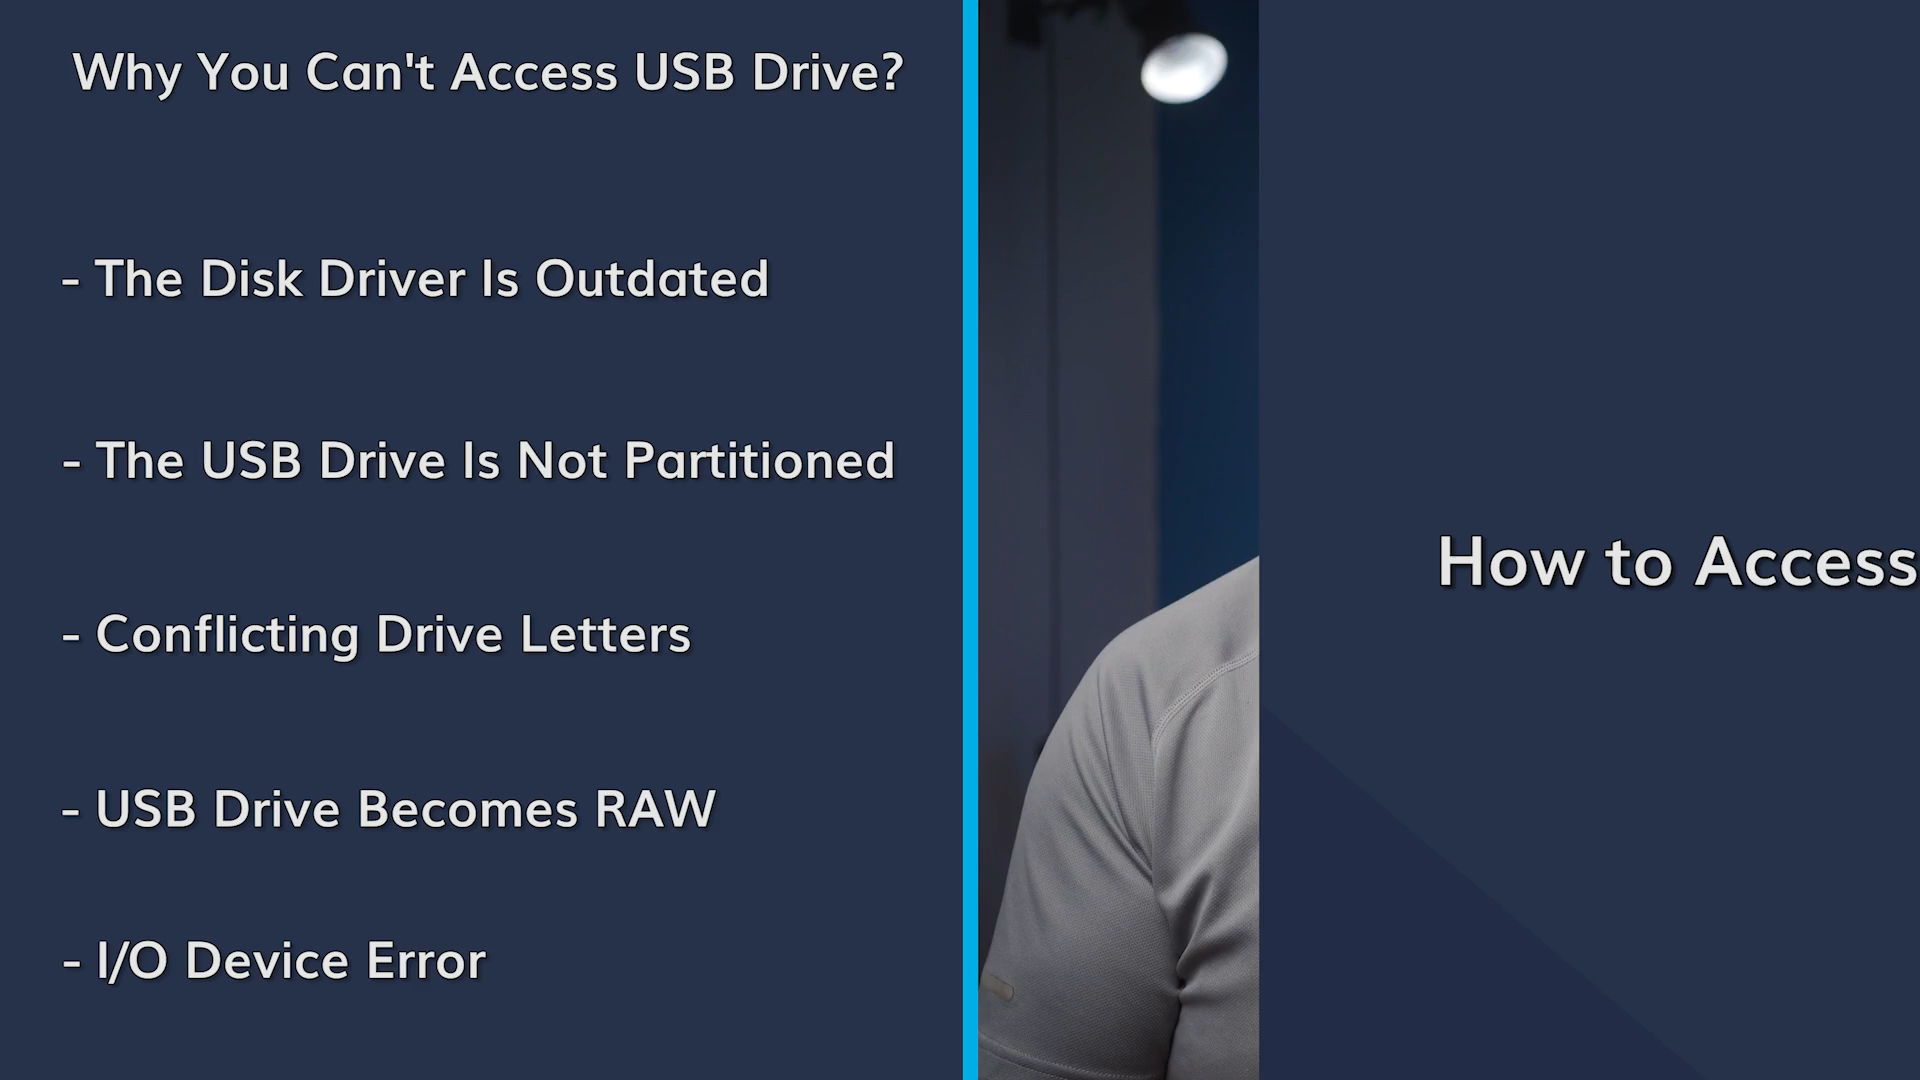 Why You Can't Access USB Drive?
- The Disk Driver Is Outdated
- The USB Drive Is Not Partitioned
- Conflicting Drive Letters
- USB Drive Becomes RAW
- I/O Device Error
How to Access